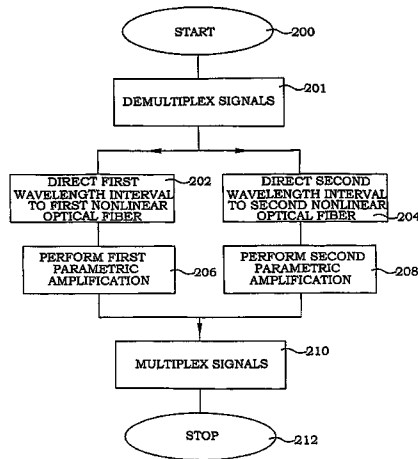 START
200
DEMULTIPLEX SIGNALS
201
DIRECT FIRST
WAVELENGTH INTERVAL
TO FIRST NONLINEAR
OPTICAL FIBER
202
DIRECT SECOND
WAVELENGTH INTERVAL
TO SECOND NONLINEAR
OPTICAL FIBER
204
PERFORM FIRST
PARAMETRIC
AMPLIFICATION
206
PERFORM SECOND
PARAMETRIC
AMPLIFICATION
208
MULTIPLEX SIGNALS
210
STOP
212